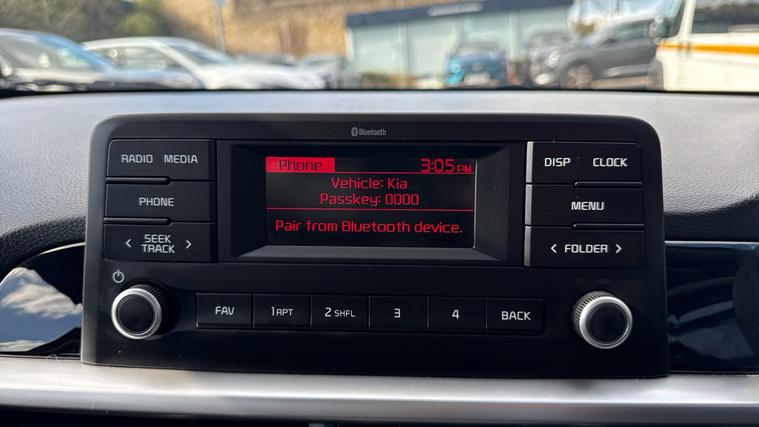 Bluetooth
RADIO MEDIA
PHONE
< SEEK TRACK >
Phone 3:05 PM
Vehicle: Kia
Passkey: 0000
Pair from Bluetooth device.
DISP CLOCK
MENU
< FOLDER >
FAV 1 RPT 2 SHFL 3 4 BACK